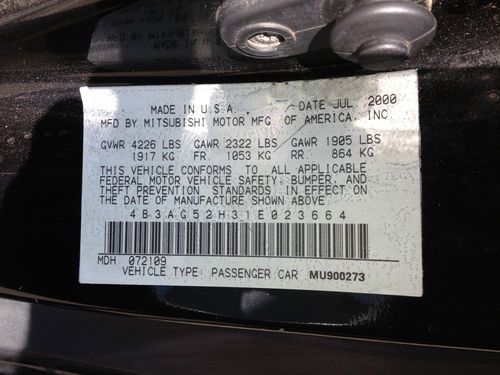 MADE IN U.S.A. DATE JUL 2000
MFD BY MITSUBISHI MOTOR MFG. OF AMERICA, INC
GVWR 4226 LBS GAWR 2322 LBS GAWR 1905 LBS
1917 KG FR. 1053 KG RR. 864 KG
THIS VEHICLE CONFORMS TO ALL APPLICABLE
FEDERAL MOTOR VEHICLE SAFETY, BUMPER, AND
THEFT PREVENTION STANDARDS IN EFFECT ON
THE DATE OF MANUFACTURE SHOWN ABOVE
4B3AG52H31E023664
MDH 072109
VEHICLE TYPE: PASSENGER CAR MU900273